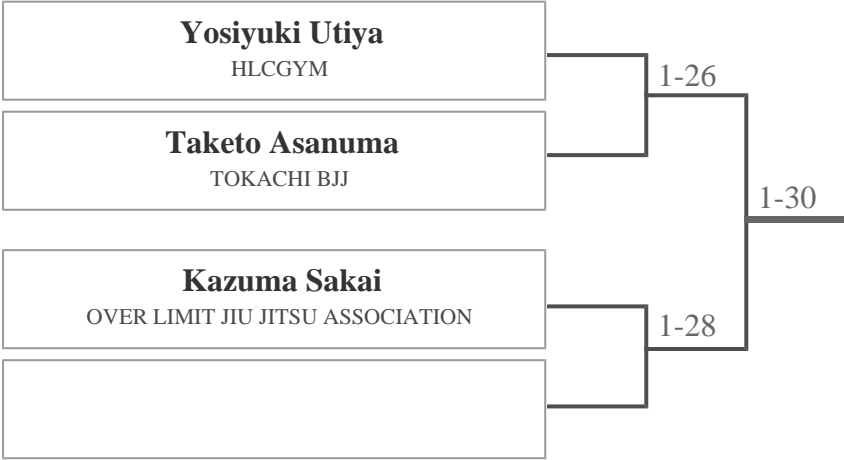 Yosiyuki Utiya
HLCGYM
1-26
Taketo Asanuma
TOKACHI BJJ
1-30
Kazuma Sakai
OVER LIMIT JIU JITSU ASSOCIATION
1-28